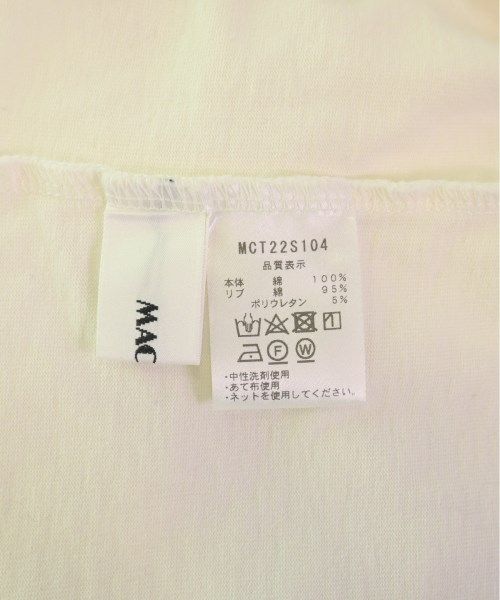 MAC
MCT22S104
品質表示
本体 綿 100%
リブ 綿 95%
ポリウレタン 5%
F W
・中性洗剤使用
・あて布使用
・ネットを使用してください。